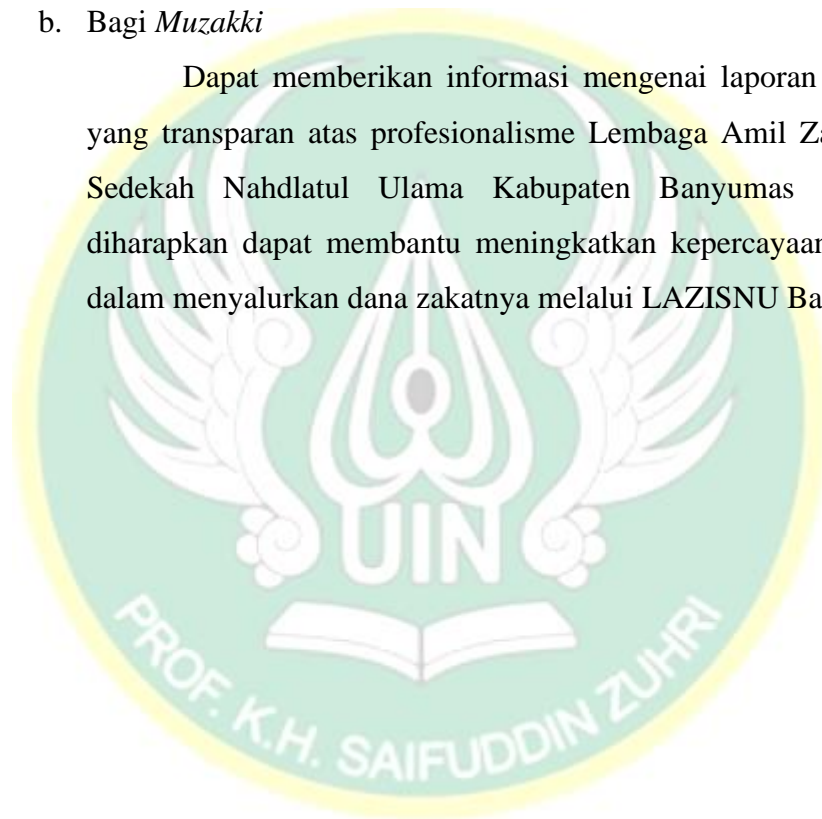 b. Bagi Muzakki
Dapat memberikan informasi mengenai laporan
yang transparan atas profesionalisme Lembaga Amil Za
Sedekah Nahdlatul Ulama Kabupaten Banyumas
diharapkan dapat membantu meningkatkan kepercayaan
dalam menyalurkan dana zakatnya melalui LAZISNU Ba
UIN
PROF. K.H. SAIFUDDIN ZUHRI